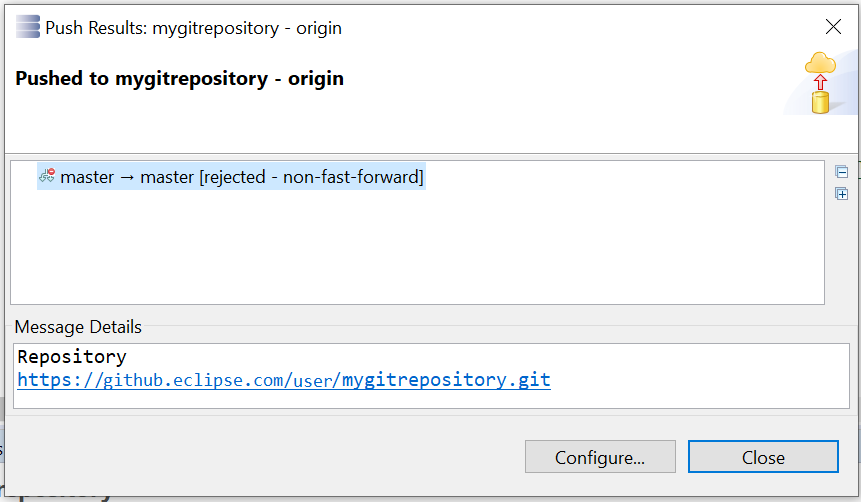 Push Results: mygitrepository - origin
Pushed to mygitrepository - origin
master → master [rejected - non-fast-forward]
Message Details
Repository
https://github.eclipse.com/user/mygitrepository.git
Configure...
Close
repository